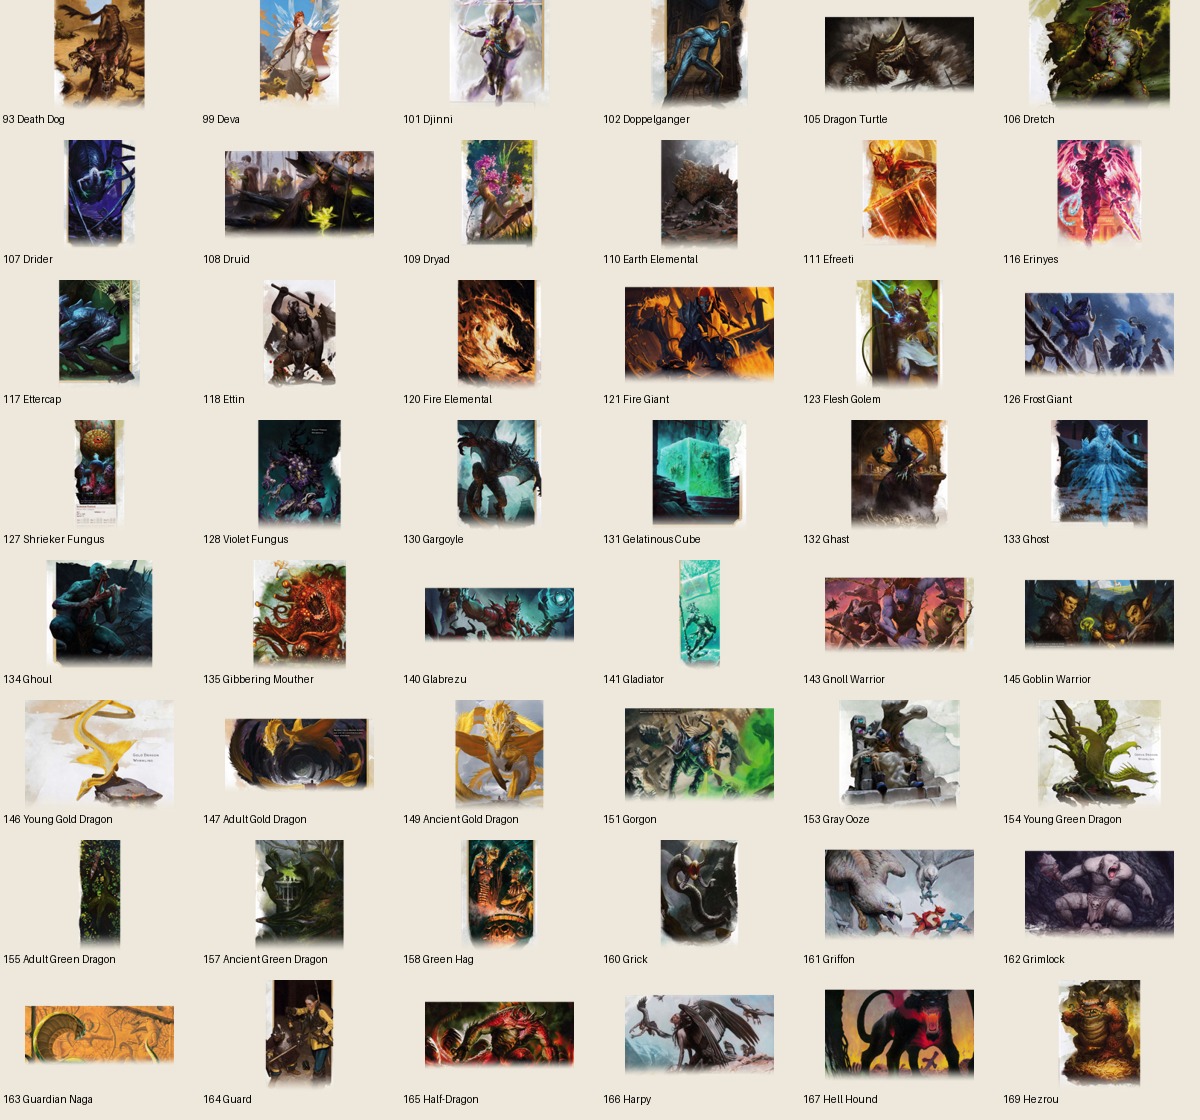 93 Death Dog
99 Deva
101 Djinni
102 Doppelganger
105 Dragon Turtle
106 Dretch
107 Drider
108 Druid
109 Dryad
110 Earth Elemental
111 Efreeti
116 Erinyes
117 Ettercap
118 Ettin
120 Fire Elemental
121 Fire Giant
123 Flesh Golem
126 Frost Giant
127 Shrieker Fungus
128 Violet Fungus
130 Gargoyle
131 Gelatinous Cube
132 Ghast
133 Ghost
134 Ghoul
135 Gibbering Mouther
140 Glabrezu
141 Gladiator
143 Gnoll Warrior
145 Goblin Warrior
Gold Dragon
Wyrmling
146 Young Gold Dragon
147 Adult Gold Dragon
149 Ancient Gold Dragon
151 Gorgon
153 Gray Ooze
Green Dragon
Wyrmling
154 Young Green Dragon
155 Adult Green Dragon
157 Ancient Green Dragon
158 Green Hag
160 Grick
161 Griffon
162 Grimlock
163 Guardian Naga
164 Guard
165 Half-Dragon
166 Harpy
167 Hell Hound
169 Hezrou